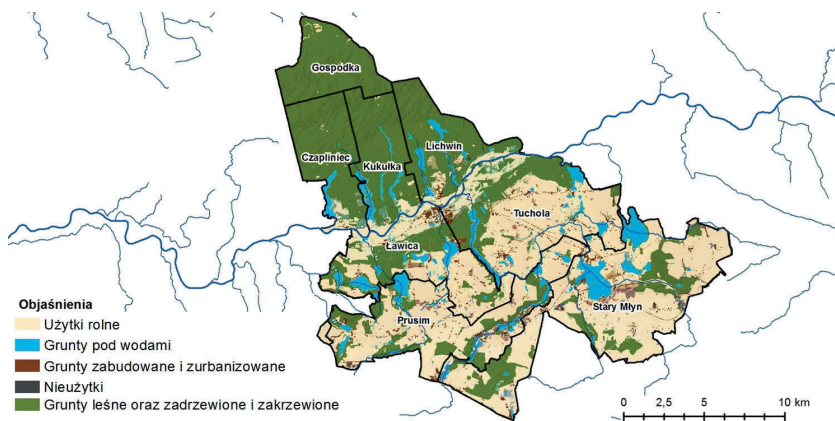 Gospódka
Czapliniec
Kukułka
Lichwin
Tuchola
Ławica
Prusim
Stary Młyn
Objaśnienia
Użytki rolne
Grunty pod wodami
Grunty zabudowane i zurbanizowane
Nieużytki
Grunty leśne oraz zadrzewione i zakrzewione
0 2,5 5 10 km